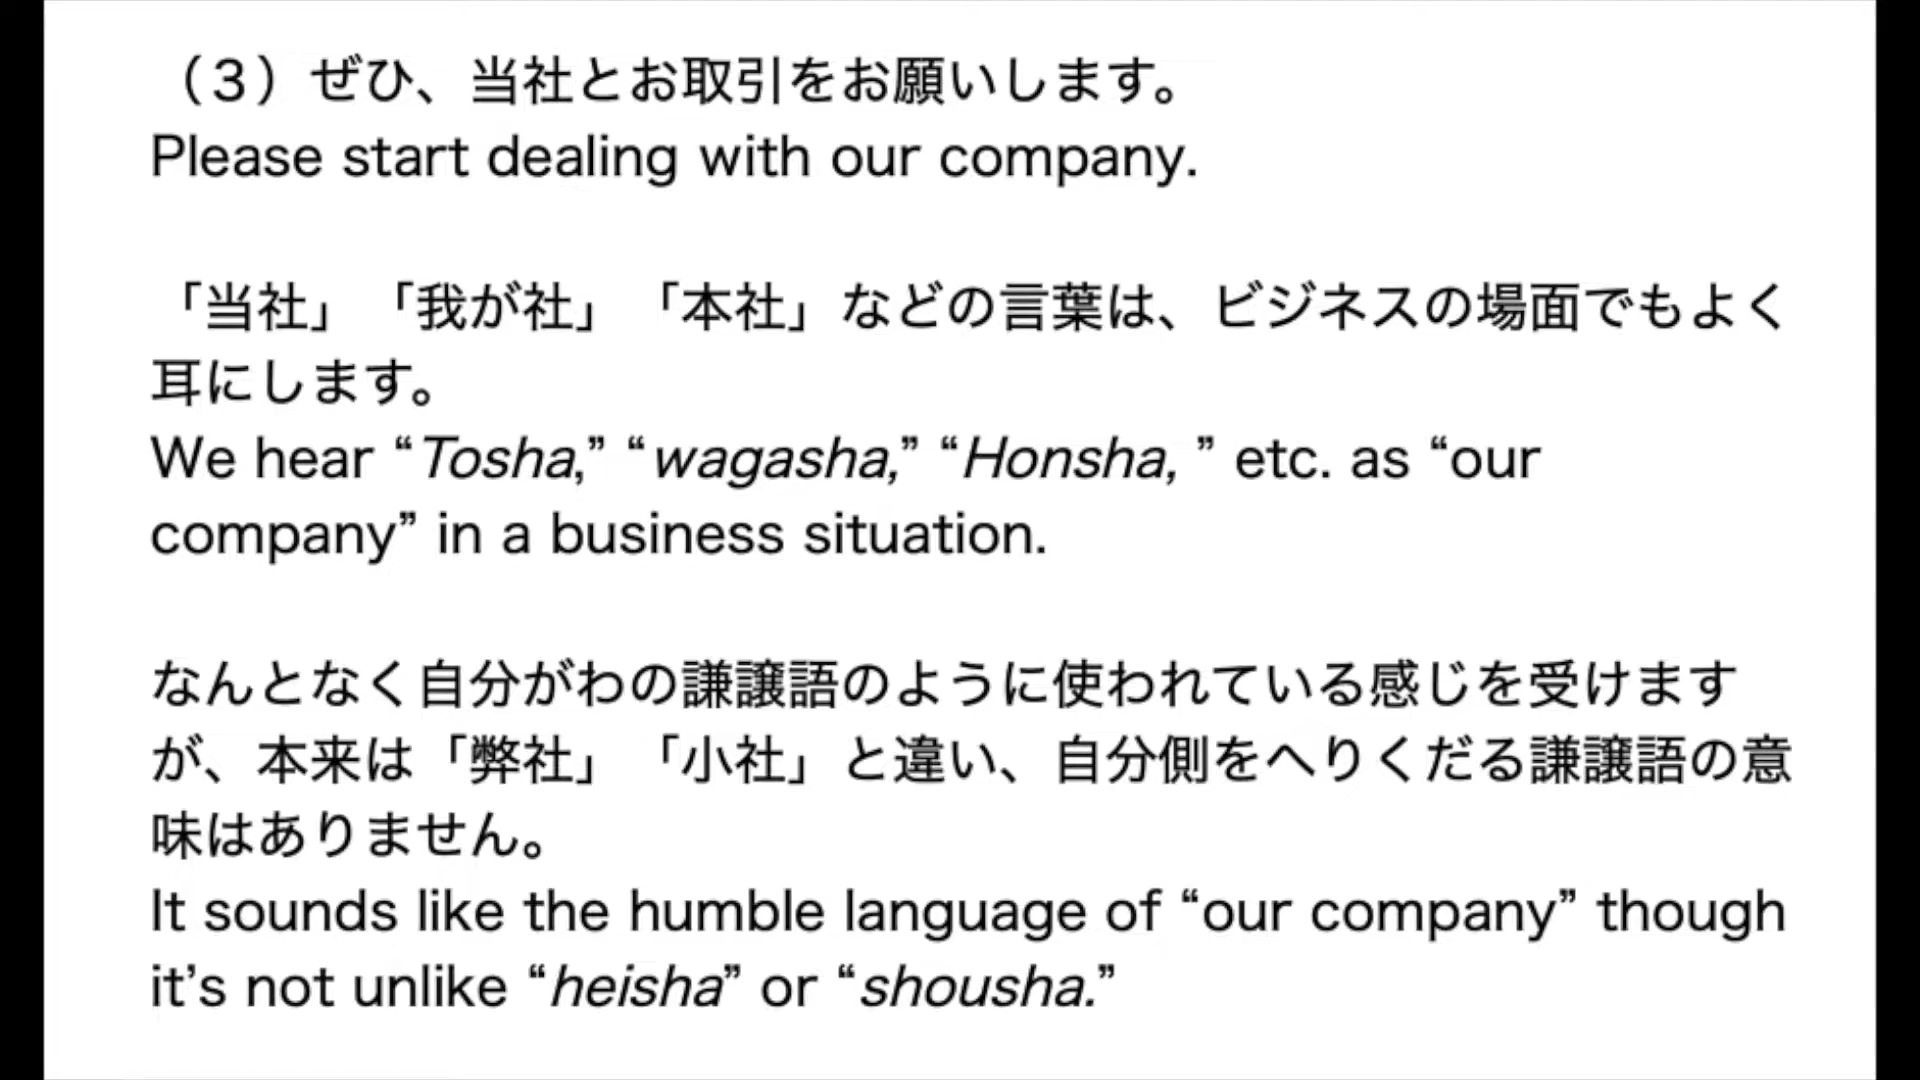 （３）ぜひ、当社とお取引をお願いします。
Please start dealing with our company.
「当社」「我が社」「本社」などの言葉は、ビジネスの場面でもよく
耳にします。
We hear “Tosha,” “wagasha,” “Honsha, ” etc. as “our
company” in a business situation.
なんとなく自分がわの謙譲語のように使われている感じを受けます
が、本来は「弊社」「小社」と違い、自分側をへりくだる謙譲語の意
味はありません。
It sounds like the humble language of “our company” though
it’s not unlike “heisha” or “shousha.”